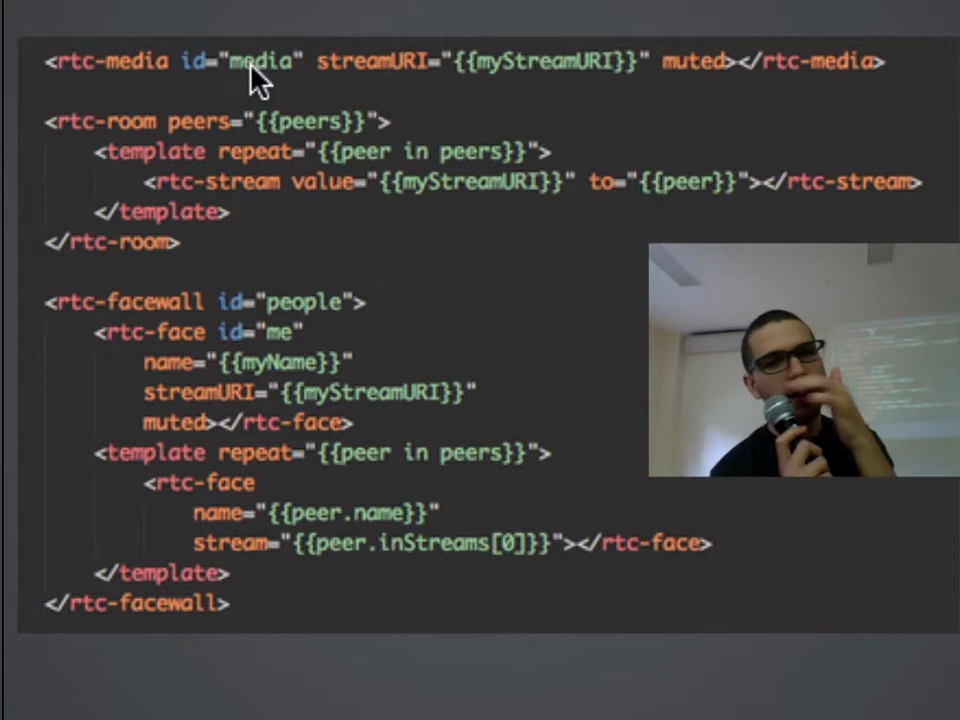 <rtc-media id="media" streamURI="{{myStreamURI}}" muted></rtc-media>
<rtc-room peers="{{peers}}">
<template repeat="{{peer in peers}}">
<rtc-stream value="{{myStreamURI}}" to="{{peer}}"></rtc-stream>
</template>
</rtc-room>
<rtc-facewall id="people">
<rtc-face id="me"
name="{{myName}}"
streamURI="{{myStreamURI}}"
muted></rtc-face>
<template repeat="{{peer in peers}}">
<rtc-face
name="{{peer.name}}"
stream="{{peer.inStreams[0]}}"></rtc-face>
</template>
</rtc-facewall>